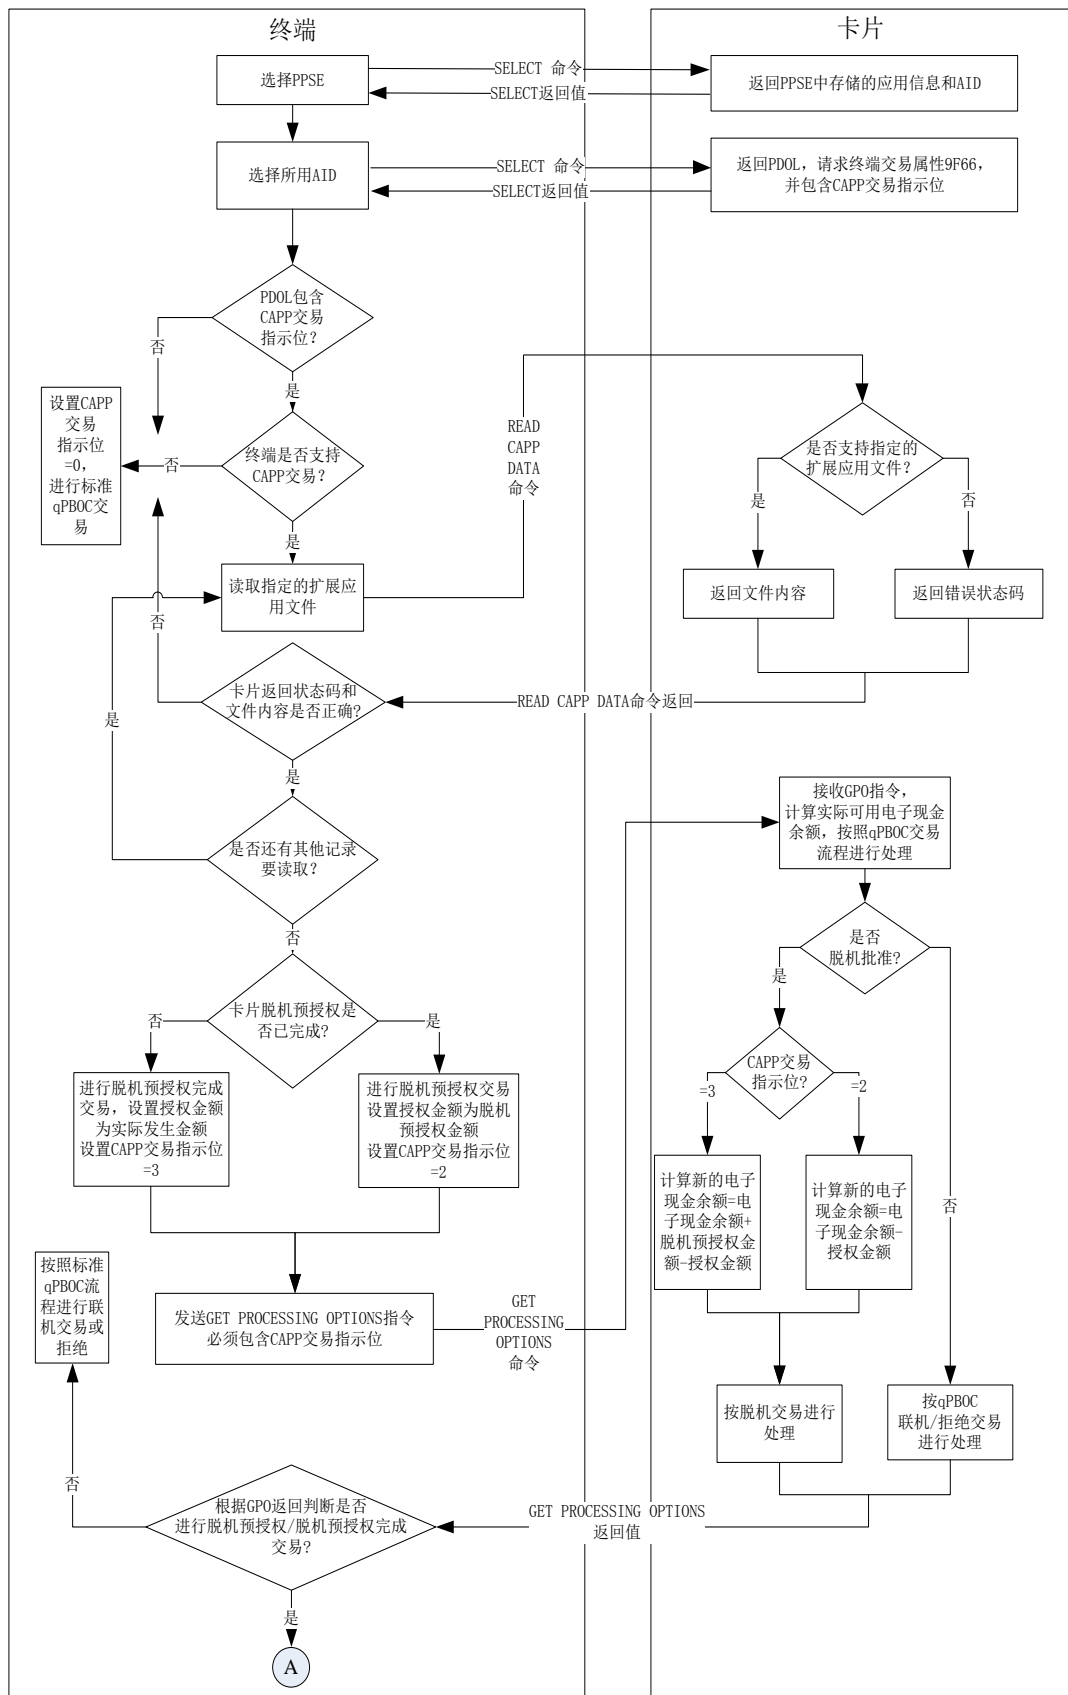 终端
卡片
选择PPSE
SELECT 命令
SELECT返回值
返回PPSE中存储的应用信息和AID
选择所用AID
SELECT 命令
SELECT返回值
返回PDOL, 请求终端交易属性9F66,
并包含CAPP交易指示位
PDOL包含
CAPP交易
指示位?
否
是
设置CAPP
交易
指示位
=0,
进行标准
qPBOC交
易
否
终端是否支持
CAPP交易?
是
READ
CAPP
DATA
命令
是否支持指定的
扩展应用文件?
是
否
读取指定的扩展应
用文件
返回文件内容
返回错误状态码
否
卡片返回状态码和
文件内容是否正确?
READ CAPP DATA命令返回
是
是
是否还有其他记录
要读取?
否
接收GPO指令,
计算实际可用电子现金
余额, 按照qPBOC交易
流程进行处理
是否
脱机批准?
是
卡片脱机预授权是
否已完成?
否
是
CAPP交易
指示位?
=3
=2
进行脱机预授权完成
交易, 设置授权金额
为实际发生金额
设置CAPP交易指示位
=3
进行脱机预授权交易
设置授权金额为脱机
预授权金额
设置CAPP交易指示位
=2
计算新的电子
现金余额=电
子现金余额+
脱机预授权金
额-授权金额
计算新的电子
现金余额=电
子现金余额-
授权金额
否
按照标准
qPBOC流
程进行联
机交易或
拒绝
发送GET PROCESSING OPTIONS指令
必须包含CAPP交易指示位
GET
PROCESSING
OPTIONS
命令
按脱机交易进行
处理
按qPBOC
联机/拒绝交易
进行处理
否
根据GPO返回判断是否
进行脱机预授权/脱机预授权完成
交易?
GET PROCESSING OPTIONS
返回值
是
A